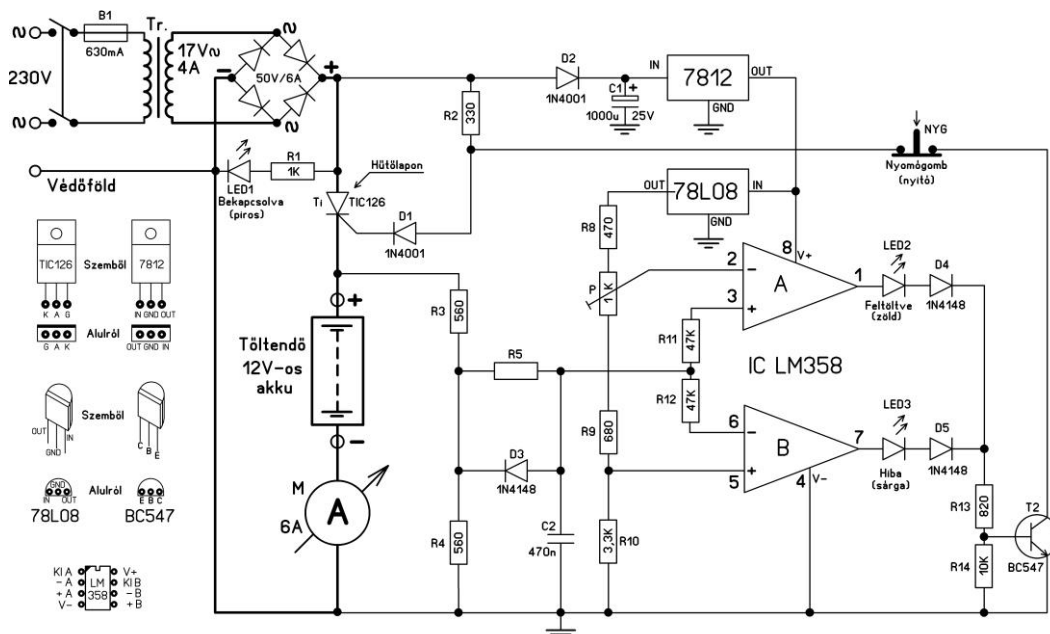 B1
630mA
Tr.
230V
17V≈
4A
50V/6A
−
+
Védőföld
LED1
Bekapcsolva
(piros)
R1
1K
Hűtőlapon
Ti
TIC126
D1
1N4001
R2
330
D2
1N4001
C1
+
1000u
25V
IN
7812
OUT
GND
NYG
Nyomógomb
(nyitó)
OUT
78L08
IN
GND
R8
470
P
1 K
2
−
3
+
8
V+
A
1
LED2
Feltöltve
(zöld)
D4
1N4148
TIC126
7812
Szemből
K A G
IN GND OUT
Alulról
G A K
OUT GND IN
+
Töltendő
12V-os
akku
−
R3
560
R5
R11
47K
R12
47K
IC LM358
R9
680
6
−
5
+
B
7
4
V−
LED3
Hiba
(sárga)
D5
1N4148
Szemből
OUT
GND
IN
C
B
E
Alulról
GND
IN
OUT
E B C
78L08
BC547
M
A
6A
D3
1N4148
R4
560
C2
470n
3,3K
R10
R13
820
R14
10K
T2
BC547
KI A
− A
+ A
V−
LM
358
V+
KI B
− B
+ B